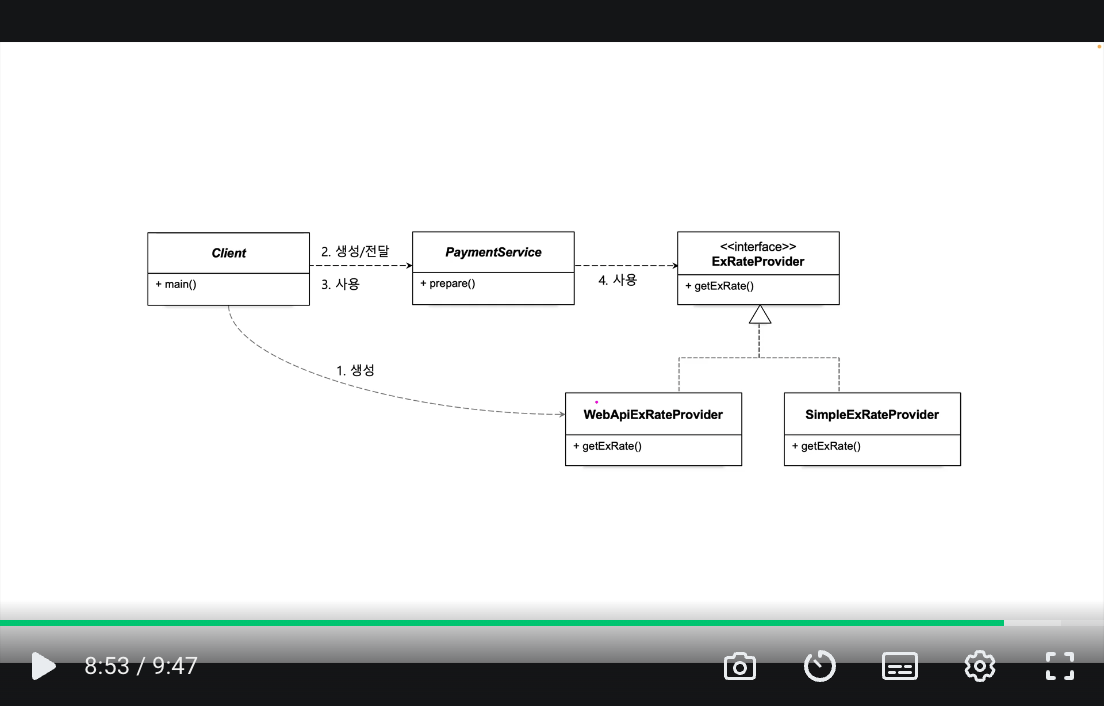 Client
+ main()
2. 생성/전달
3. 사용
PaymentService
+ prepare()
4. 사용
<<interface>>
ExRateProvider
+ getExRate()
1. 생성
WebApiExRateProvider
+ getExRate()
SimpleExRateProvider
+ getExRate()
8:53 / 9:47